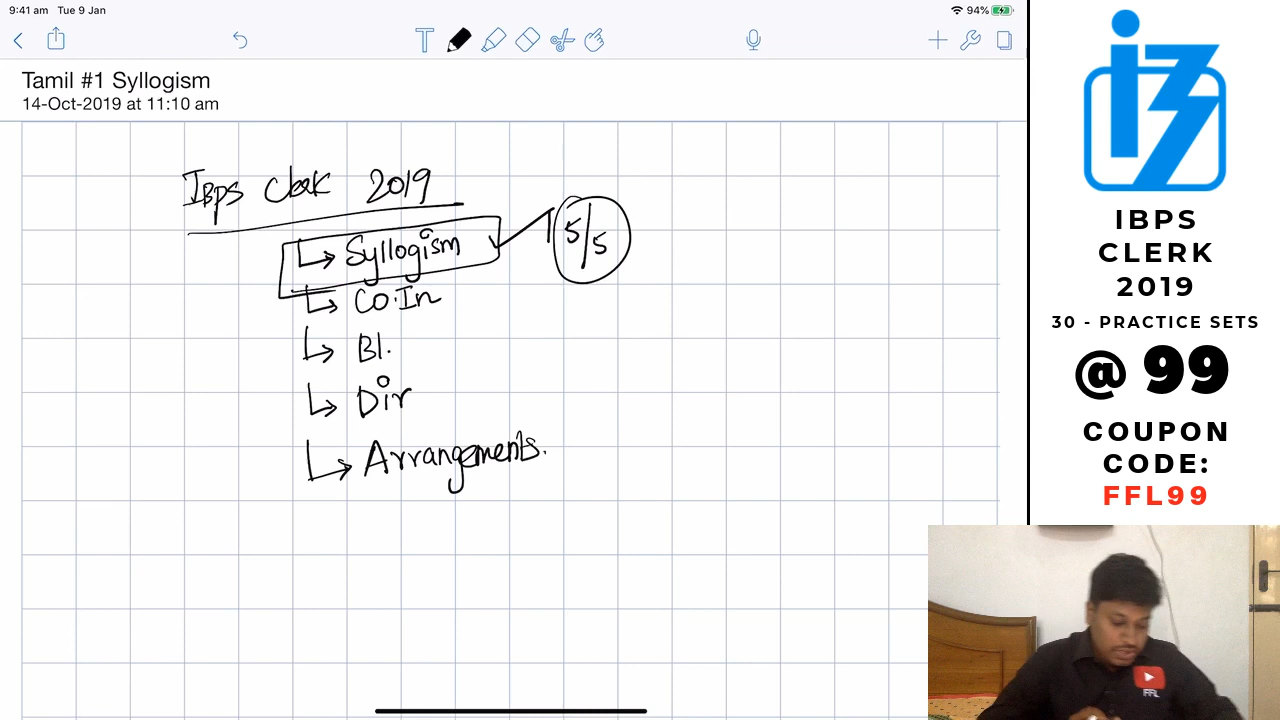 9:41 am Tue 9 Jan
94%
T
Tamil #1 Syllogism
14-Oct-2019 at 11:10 am
IBPS Clerk 2019
Syllogism
5/5
Co.In
Bl.
Dir
Arrangements.
IBPS
CLERK
2019
30 - PRACTICE SETS
@ 99
COUPON
CODE:
FFL99
FFL